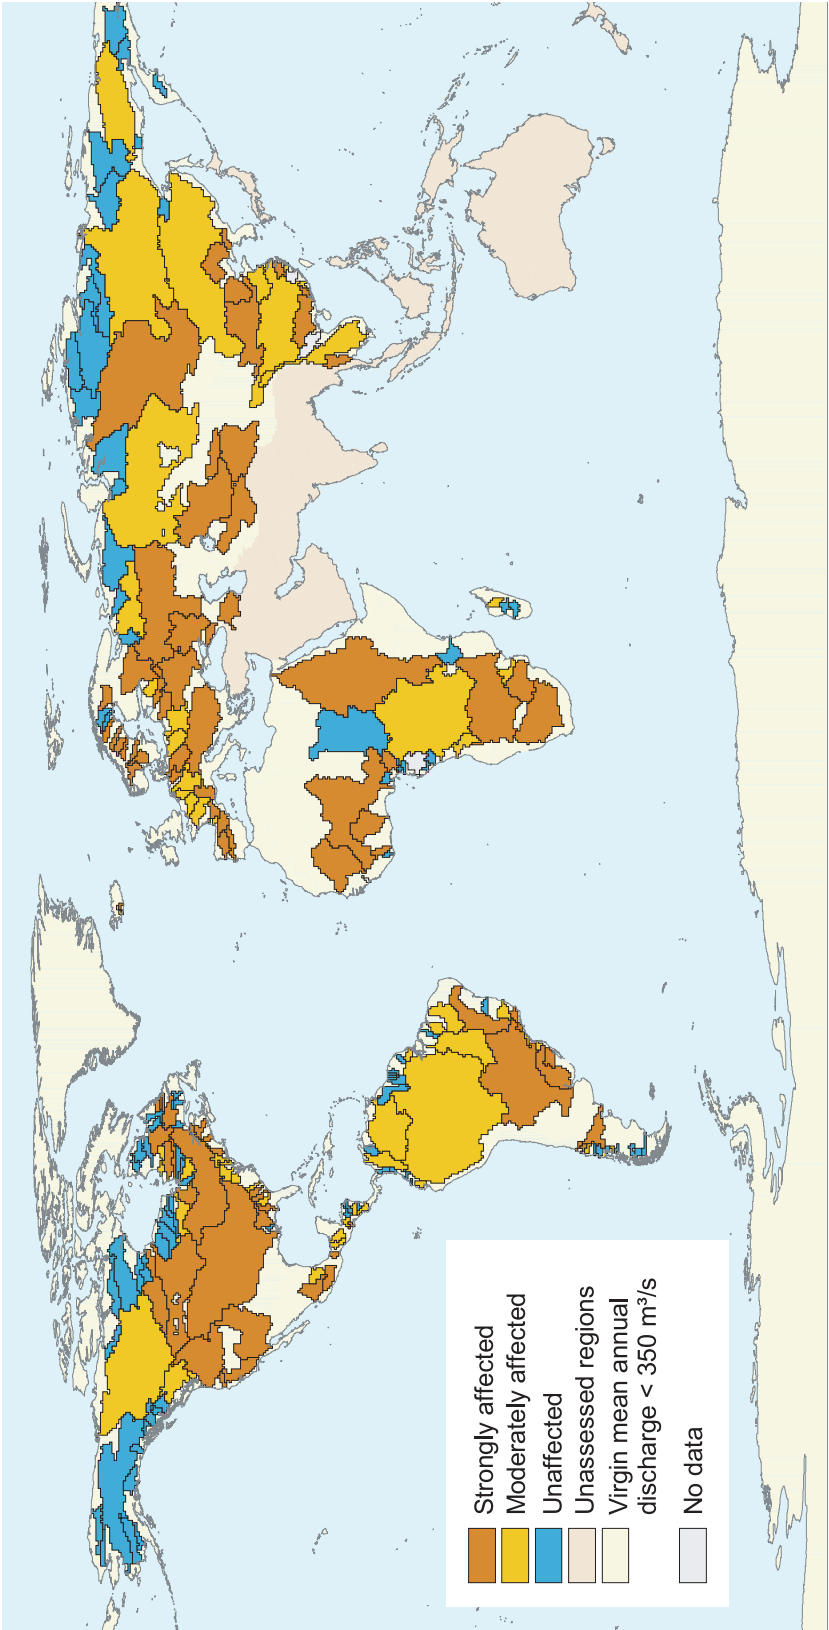 Strongly affected
Moderately affected
Unaffected
Unassessed regions
Virgin mean annual
discharge < 350 m³/s
No data